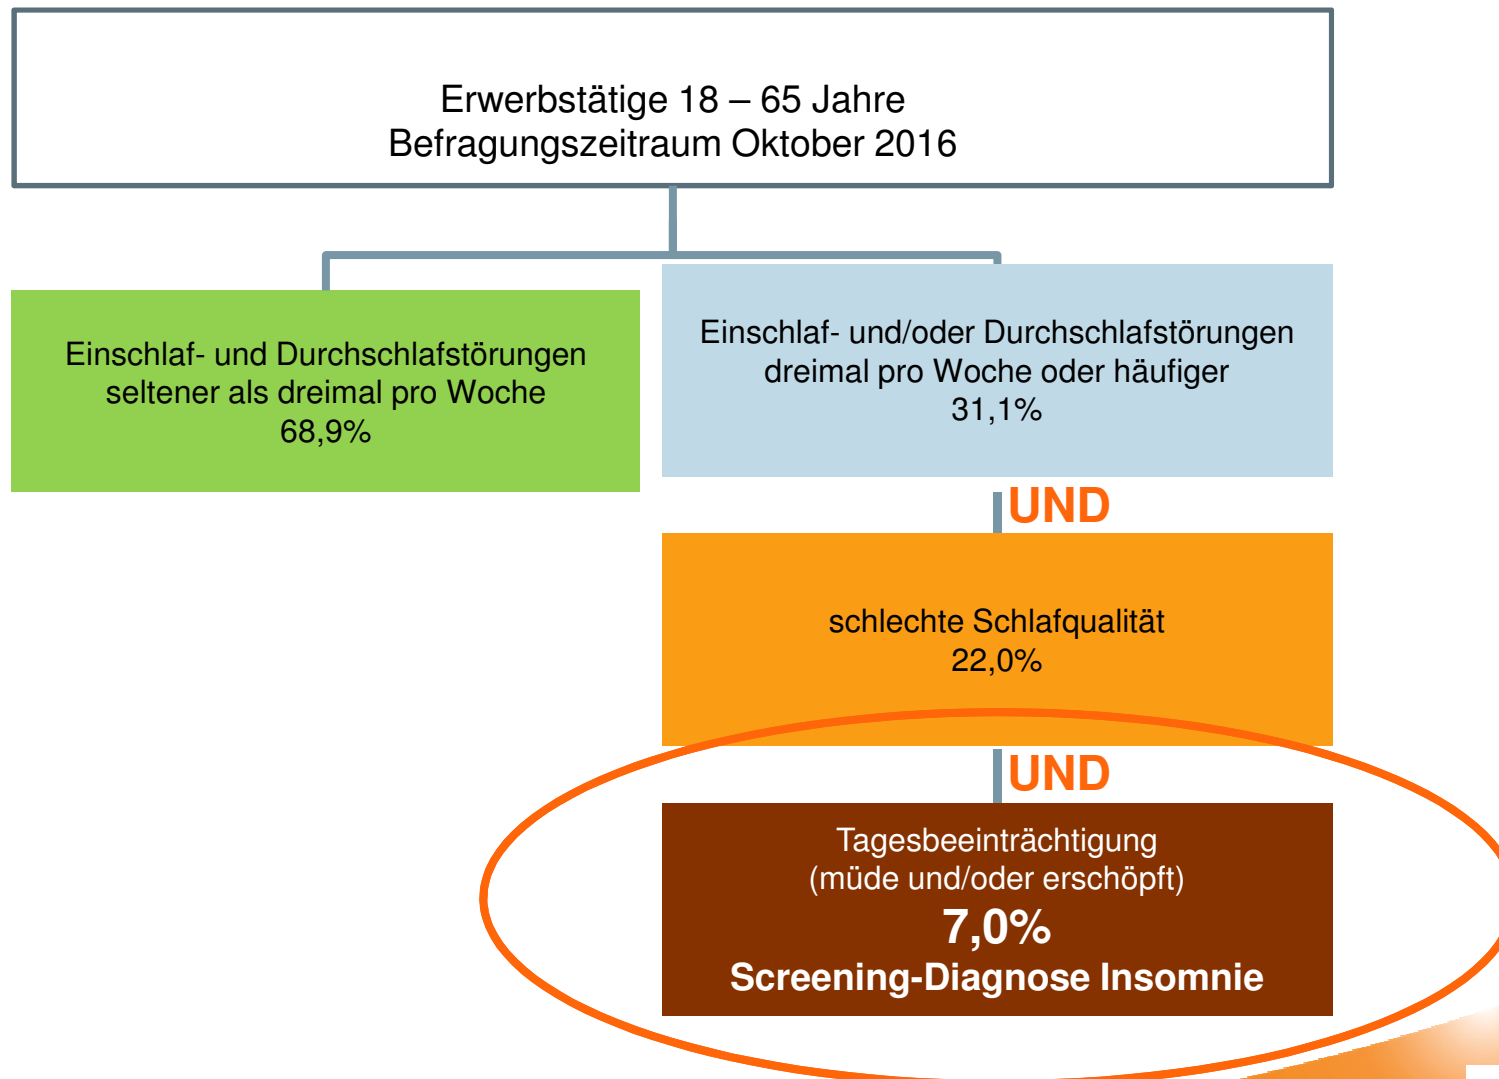 Erwerbstätige 18 – 65 Jahre
Befragungszeitraum Oktober 2016
Einschlaf- und Durchschlafstörungen
seltener als dreimal pro Woche
68,9%
Einschlaf- und/oder Durchschlafstörungen
dreimal pro Woche oder häufiger
31,1%
UND
schlechte Schlafqualität
22,0%
UND
Tagesbeeinträchtigung
(müde und/oder erschöpft)
7,0%
Screening-Diagnose Insomnie